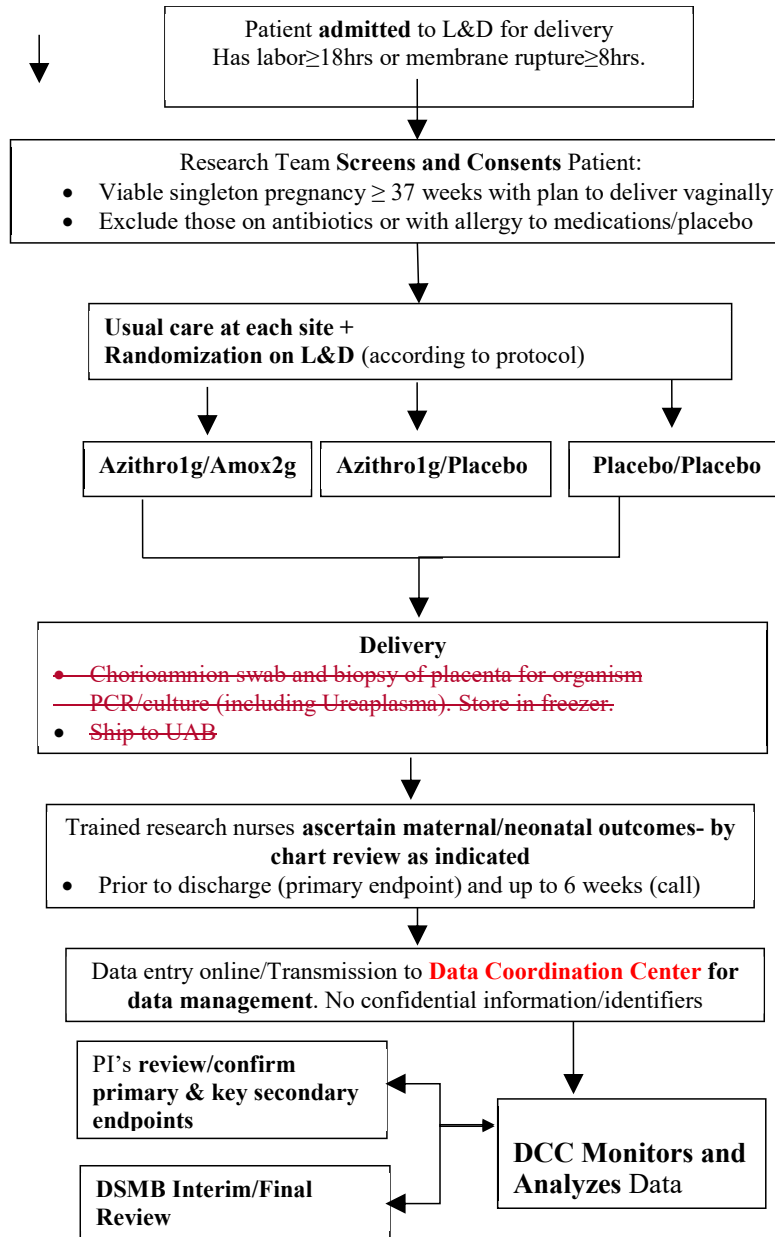 Patient admitted to L&D for delivery
Has labor≥18hrs or membrane rupture≥8hrs.
Research Team Screens and Consents Patient:
• Viable singleton pregnancy ≥ 37 weeks with plan to deliver vaginally
• Exclude those on antibiotics or with allergy to medications/placebo
Usual care at each site +
Randomization on L&D (according to protocol)
Azithro1g/Amox2g
Azithro1g/Placebo
Placebo/Placebo
Delivery
• Chorioamnion swab and biopsy of placenta for organism
PCR/culture (including Ureaplasma). Store in freezer.
• Ship to UAB
Trained research nurses ascertain maternal/neonatal outcomes- by
chart review as indicated
• Prior to discharge (primary endpoint) and up to 6 weeks (call)
Data entry online/Transmission to Data Coordination Center for
data management. No confidential information/identifiers
PI's review/confirm
primary & key secondary
endpoints
DCC Monitors and
Analyzes Data
DSMB Interim/Final
Review